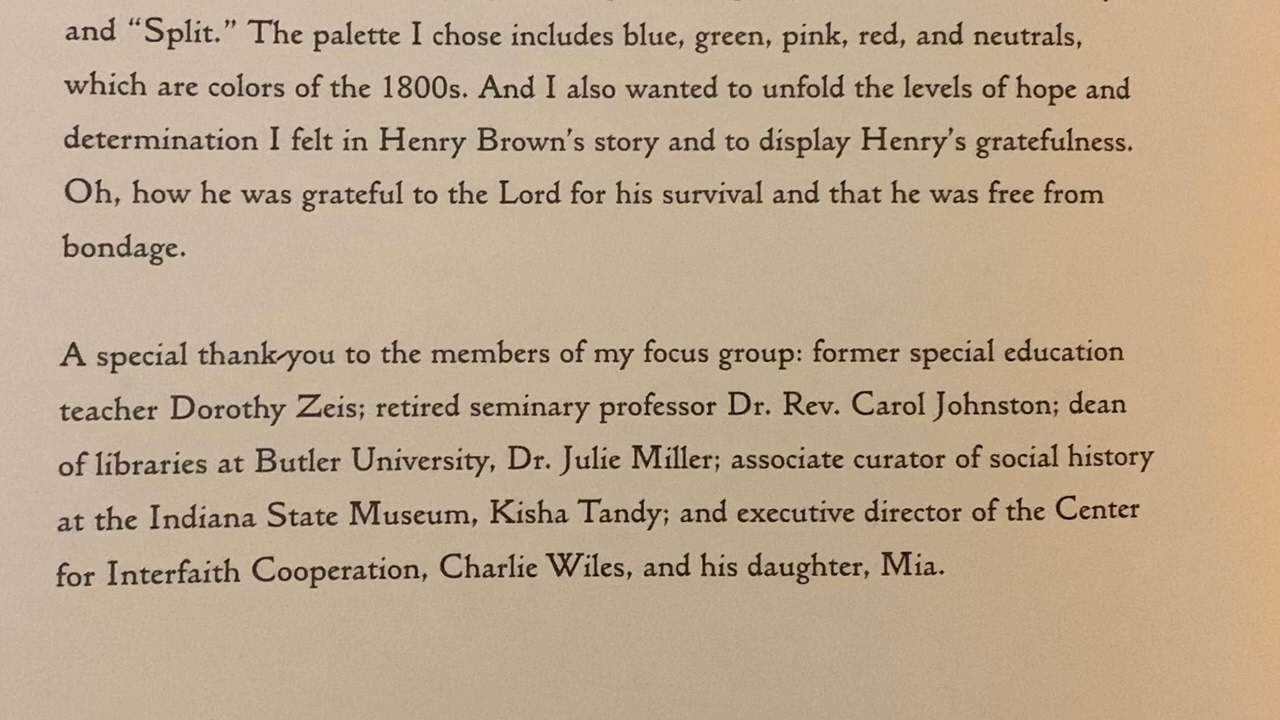 and “Split.” The palette I chose includes blue, green, pink, red, and neutrals,
which are colors of the 1800s. And I also wanted to unfold the levels of hope and
determination I felt in Henry Brown’s story and to display Henry’s gratefulness.
Oh, how he was grateful to the Lord for his survival and that he was free from
bondage.
A special thank-you to the members of my focus group: former special education
teacher Dorothy Zeis; retired seminary professor Dr. Rev. Carol Johnston; dean
of libraries at Butler University, Dr. Julie Miller; associate curator of social history
at the Indiana State Museum, Kisha Tandy; and executive director of the Center
for Interfaith Cooperation, Charlie Wiles, and his daughter, Mia.